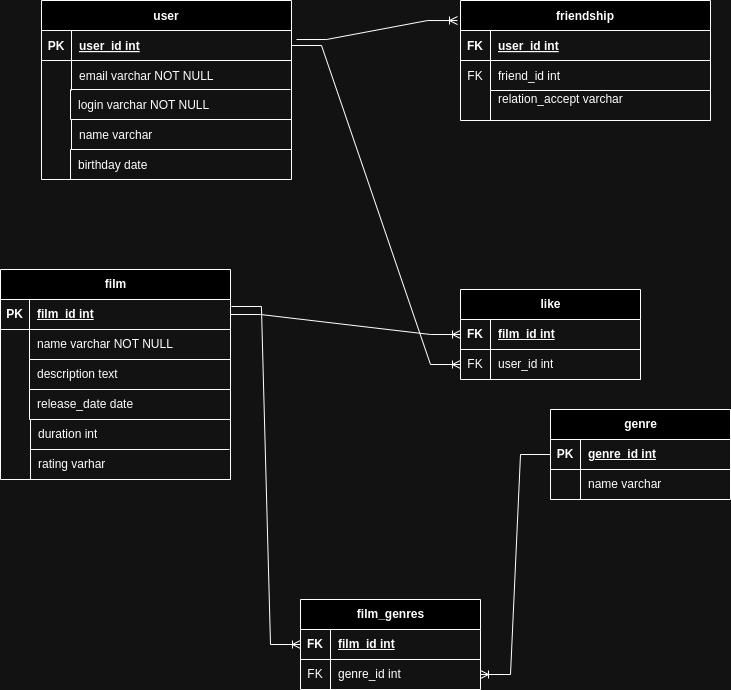 user
PK user_id int
email varchar NOT NULL
login varchar NOT NULL
name varchar
birthday date
friendship
FK user_id int
FK friend_id int
relation_accept varchar
film
PK film_id int
name varchar NOT NULL
description text
release_date date
duration int
rating varhar
like
FK film_id int
FK user_id int
genre
PK genre_id int
name varchar
film_genres
FK film_id int
FK genre_id int